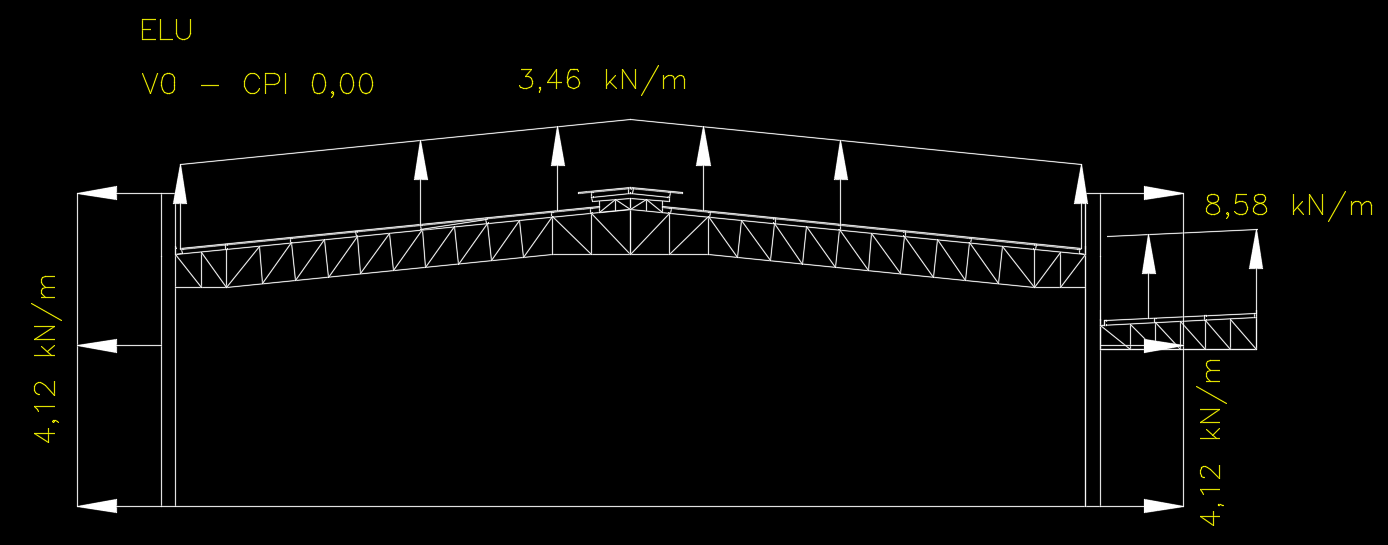 ELU
V0 - CPI 0,00
3,46 kN/m
8,58 kN/m
4,12 kN/m
4,12 kN/m